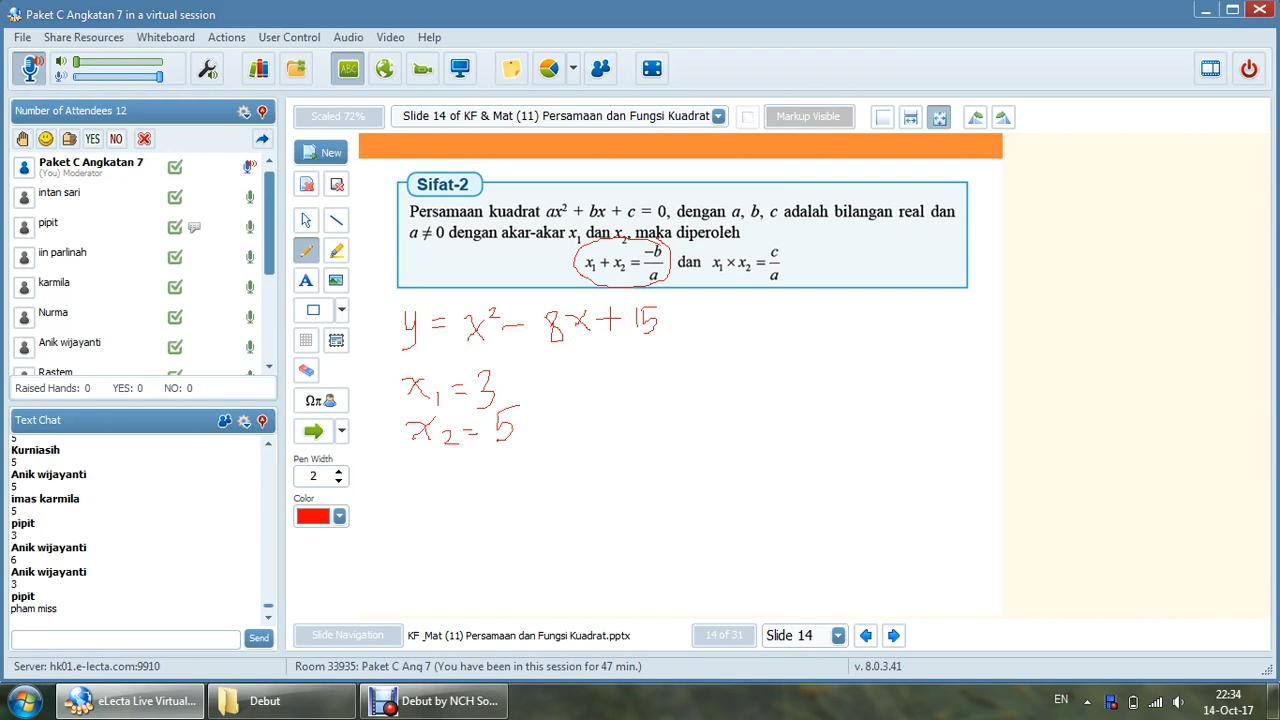 Paket C Angkatan 7 in a virtual session
File Share Resources Whiteboard Actions User Control Audio Video Help
ABC
Number of Attendees 12
YES NO
Paket C Angkatan 7
(You) Moderator
intan sari
pipit
iin parlinah
karmila
Nurma
Anik wijayanti
Rastem
Raised Hands: 0 YES: 0 NO: 0
Text Chat
5
Kurniasih
5
Anik wijayanti
5
imas karmila
5
pipit
3
Anik wijayanti
6
Anik wijayanti
3
pipit
pham miss
Send
Scaled 72% Slide 14 of KF & Mat (11) Persamaan dan Fungsi Kuadrat Markup Visible
New
A
Ωπ
Pen Width
2
Color
Sifat-2
Persamaan kuadrat ax² + bx + c = 0, dengan a, b, c adalah bilangan real dan
a ≠ 0 dengan akar-akar x₁ dan x₂, maka diperoleh
x₁ + x₂ = −b/a dan x₁ × x₂ = c/a
y = x² − 8x + 15
x₁ = 3
x₂ = 5
Slide Navigation KF _Mat (11) Persamaan dan Fungsi Kuadrat.pptx 14 of 31 Slide 14
Server: hk01.e-lecta.com:9910 Room 33935: Paket C Ang 7 (You have been in this session for 47 min.) v. 8.0.3.41
eLecta Live Virtual... Debut Debut by NCH So... EN 22:34
14-Oct-17